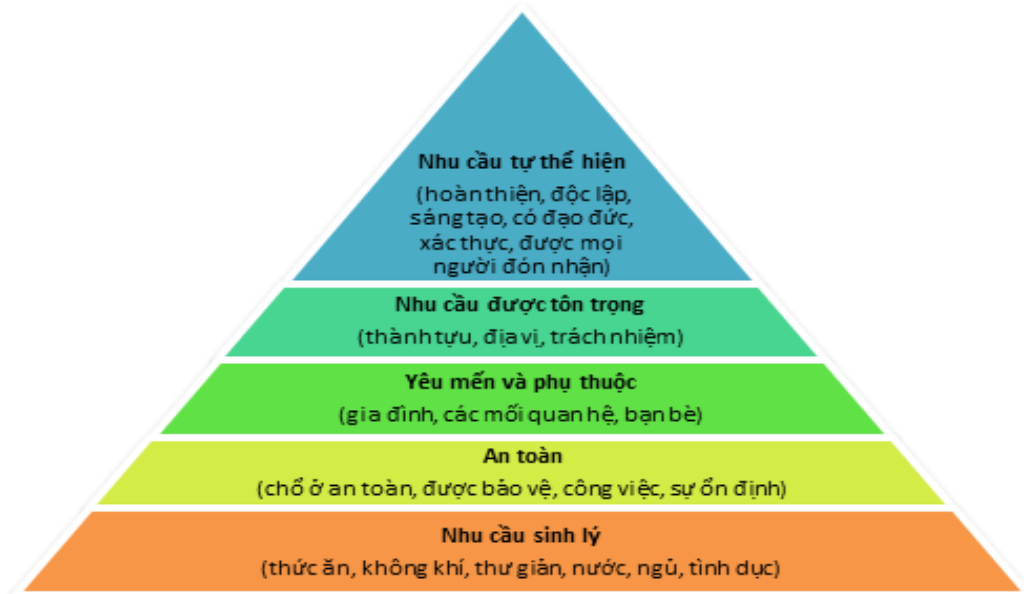 Nhu cầu tự thể hiện
(hoàn thiện, độc lập,
sáng tạo, có đạo đức,
xác thực, được mọi
người đón nhận)
Nhu cầu được tôn trọng
(thành tựu, địa vị, trách nhiệm)
Yêu mến và phụ thuộc
(gia đình, các mối quan hệ, bạn bè)
An toàn
(chổ ở an toàn, được bảo vệ, công việc, sự ổn định)
Nhu cầu sinh lý
(thức ăn, không khí, thư giản, nước, ngủ, tình dục)